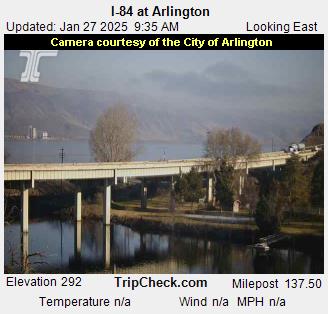 I-84 at Arlington
Updated: Jan 27 2025 9:35 AM Looking East
Camera courtesy of the City of Arlington
Elevation 292 TripCheck.com Milepost 137.50
Temperature n/a Wind n/a MPH n/a